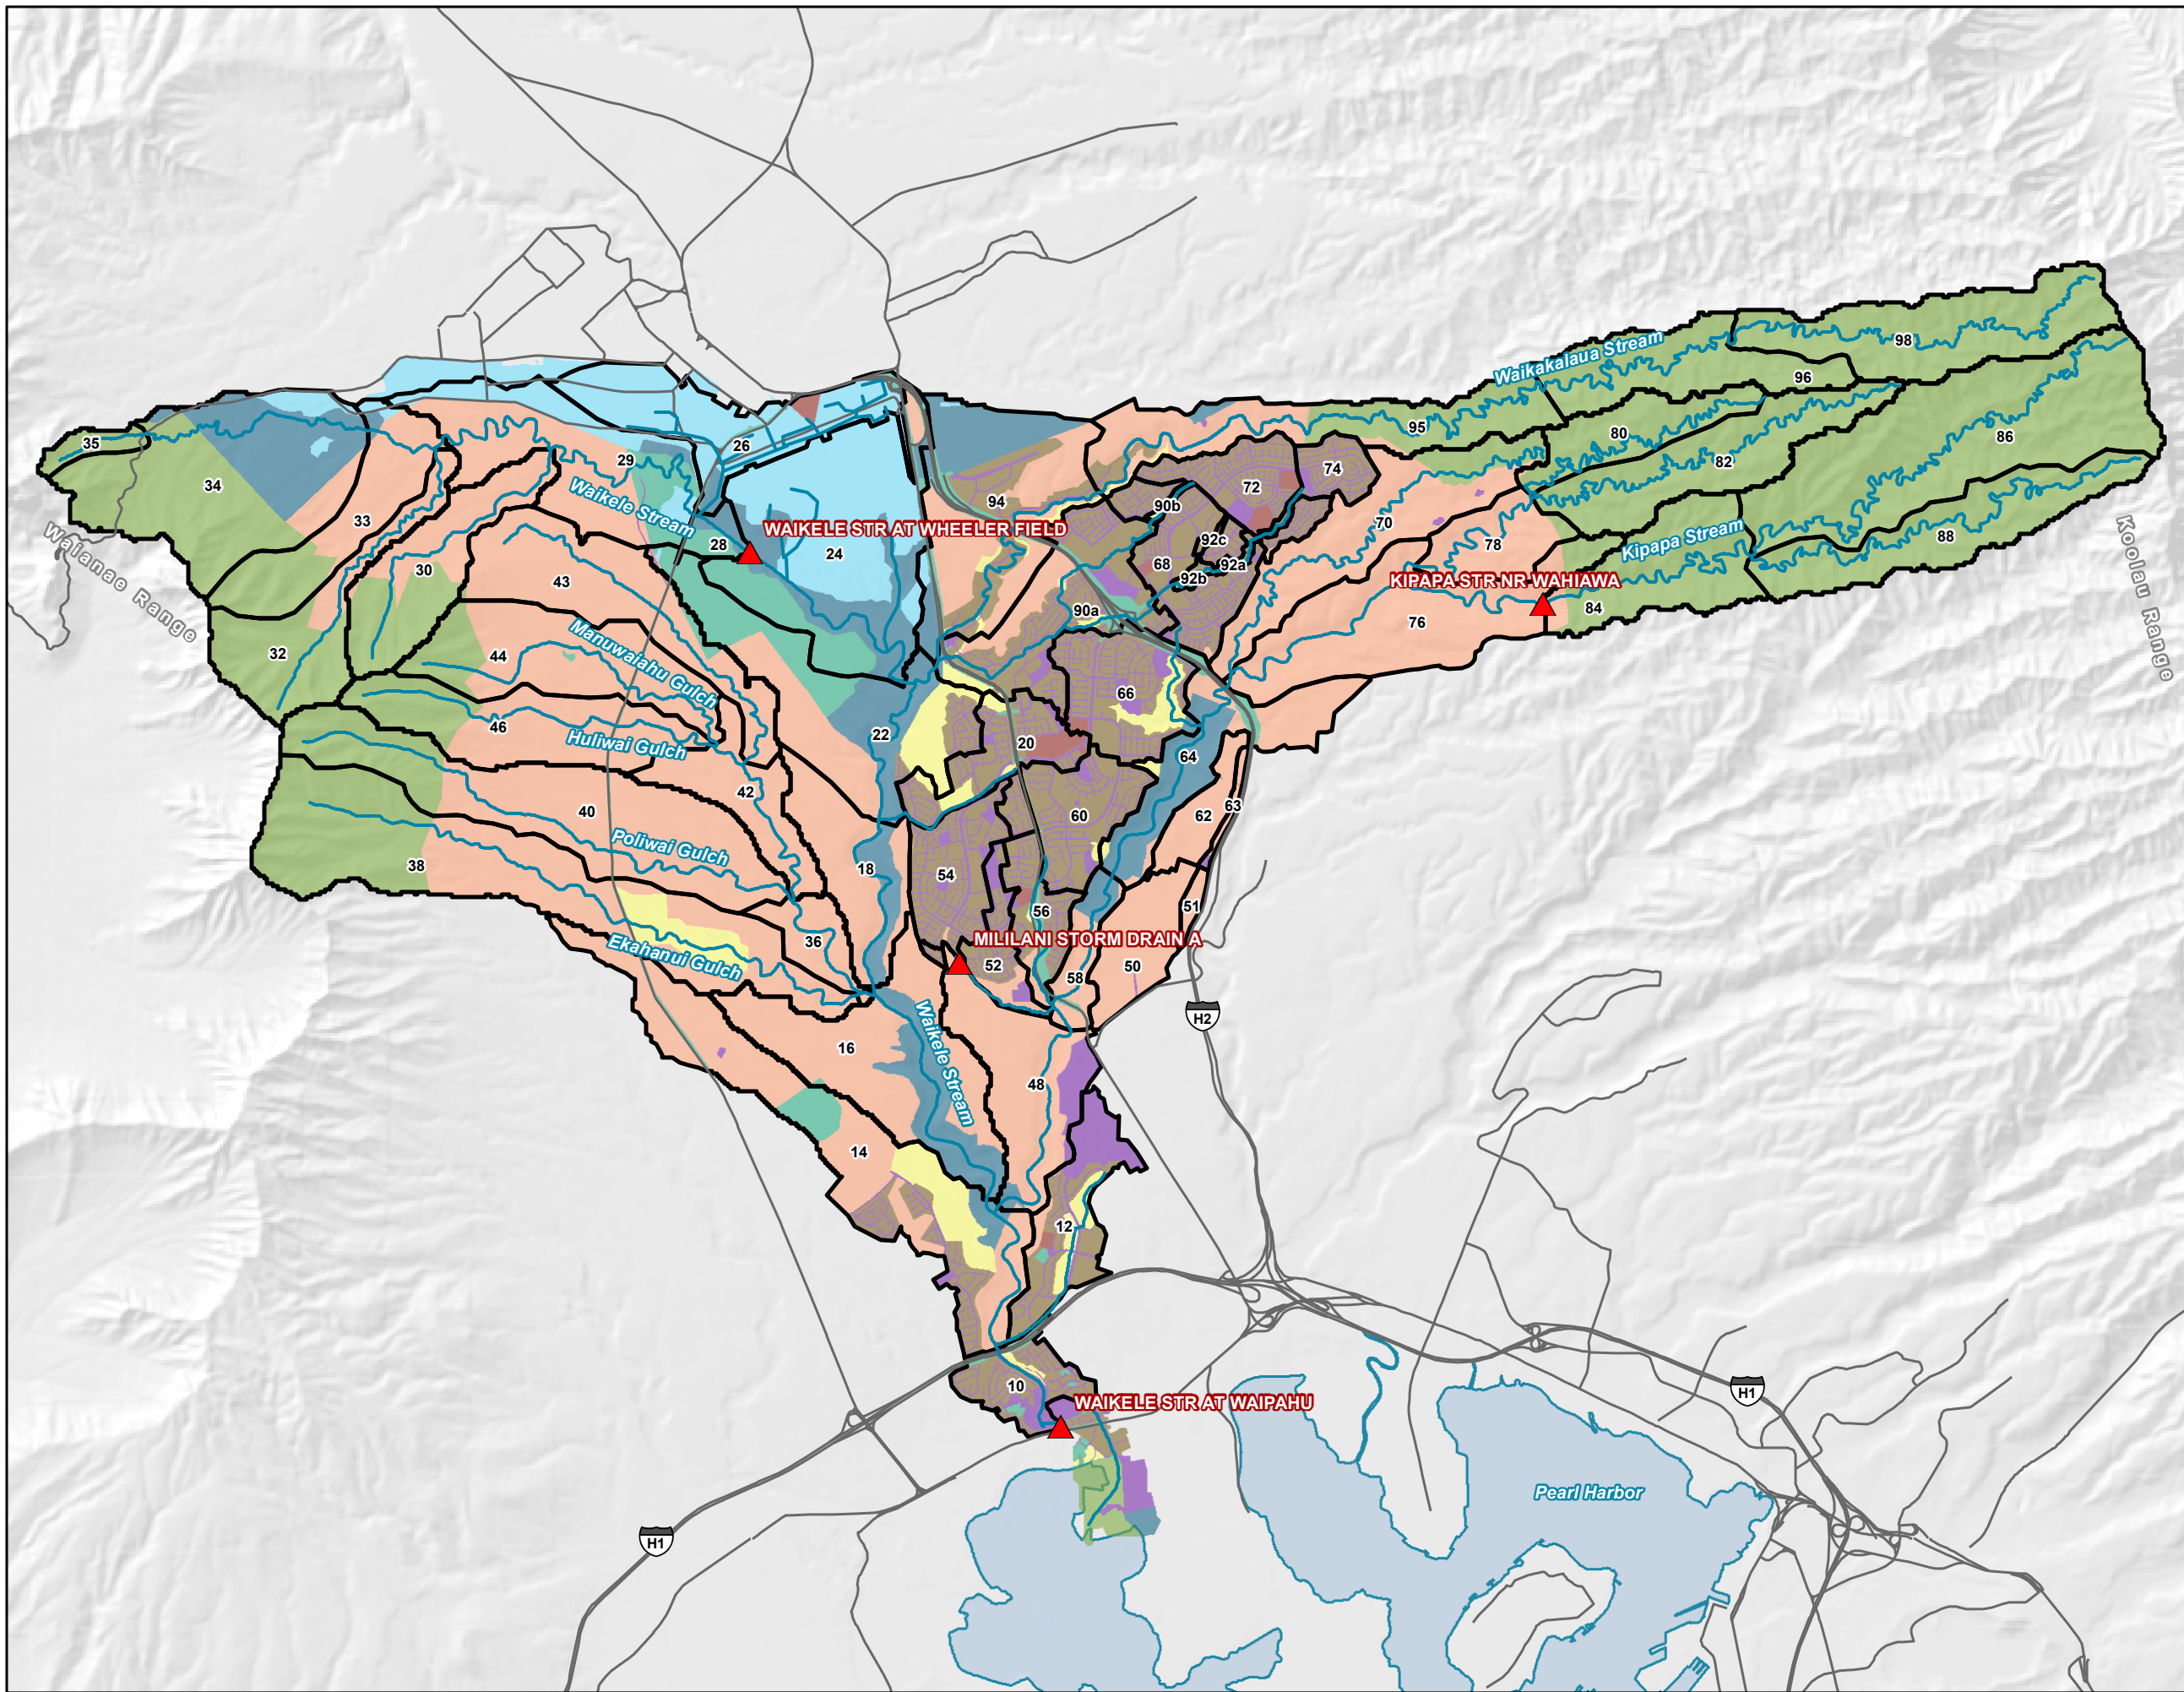 Waikakalaua Stream
98
96
95
80
86
82
35
29
26
74
72
34
94
90b
33
Waikele Stream
WAIKELE STR AT WHEELER FIELD
70
28
24
92c
78
Kipapa Stream
88
Waianae Range
30
43
68
92a
92b
KIPAPA STR NR WAHIAWA
Koolau Range
90a
84
76
32
44
Manuwaiahu Gulch
66
46
Huliwai Gulch
22
20
64
42
40
60
62
63
Poliwai Gulch
38
18
54
56
51
36
Ekahanui Gulch
MILILANI STORM DRAIN A
52
58
50
H2
Waikele Stream
16
48
14
12
10
WAIKELE STR AT WAIPAHU
H1
Pearl Harbor
H1